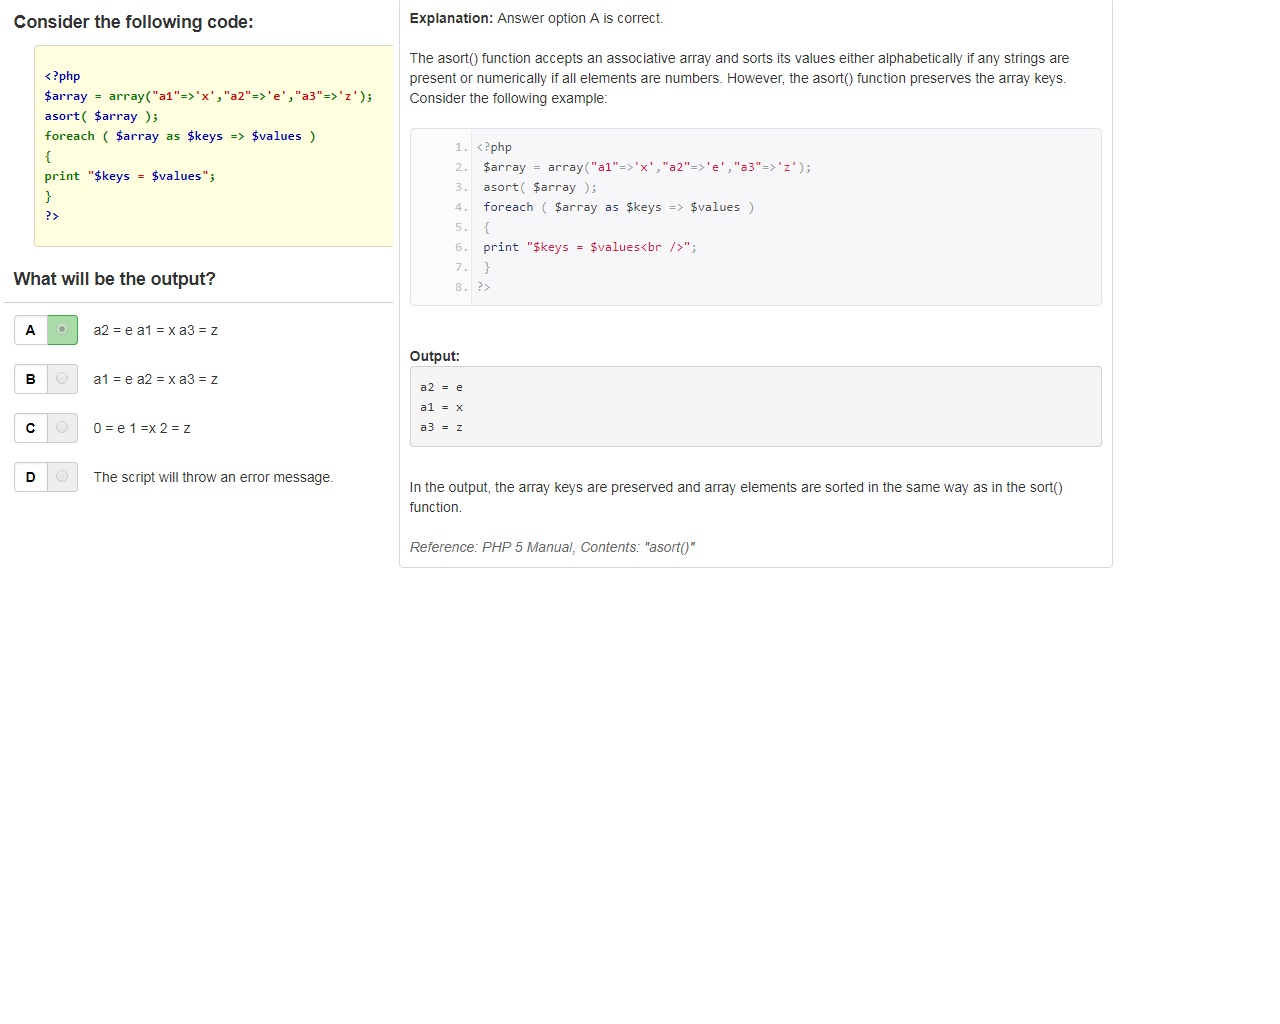 Consider the following code:
<?php
$array = array("a1"=>'x',"a2"=>'e',"a3"=>'z');
asort( $array );
foreach ( $array as $keys => $values )
{
print "$keys = $values";
}
?>
What will be the output?
A a2 = e a1 = x a3 = z
B a1 = e a2 = x a3 = z
C 0 = e 1 =x 2 = z
D The script will throw an error message.
Explanation: Answer option A is correct.
The asort() function accepts an associative array and sorts its values either alphabetically if any strings are
present or numerically if all elements are numbers. However, the asort() function preserves the array keys.
Consider the following example:
1. <?php
2. $array = array("a1"=>'x',"a2"=>'e',"a3"=>'z');
3. asort( $array );
4. foreach ( $array as $keys => $values )
5. {
6. print "$keys = $values<br />";
7. }
8. ?>
Output:
a2 = e
a1 = x
a3 = z
In the output, the array keys are preserved and array elements are sorted in the same way as in the sort()
function.
Reference: PHP 5 Manual, Contents: "asort()"